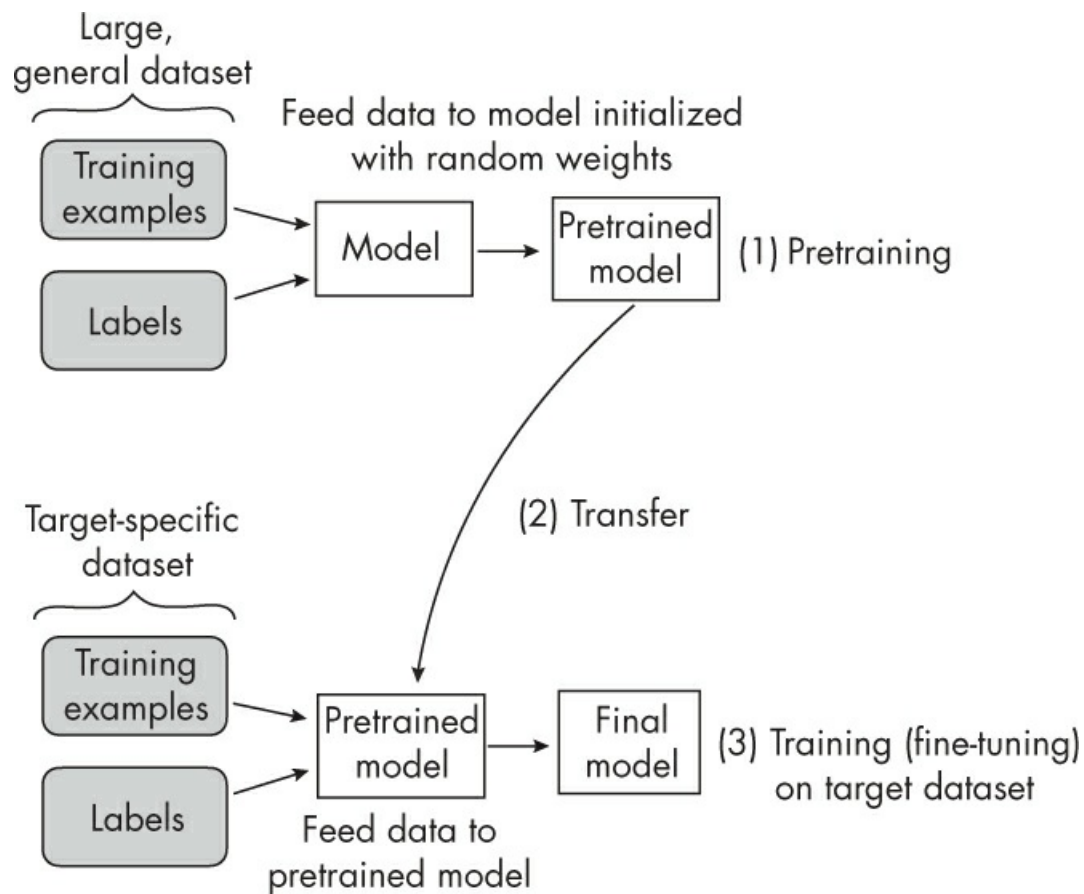 Large,
general dataset
Feed data to model initialized
with random weights
Training
examples
Labels
Model
Pretrained
model
(1) Pretraining
(2) Transfer
Target-specific
dataset
Training
examples
Labels
Pretrained
model
Feed data to
pretrained model
Final
model
(3) Training (fine-tuning)
on target dataset